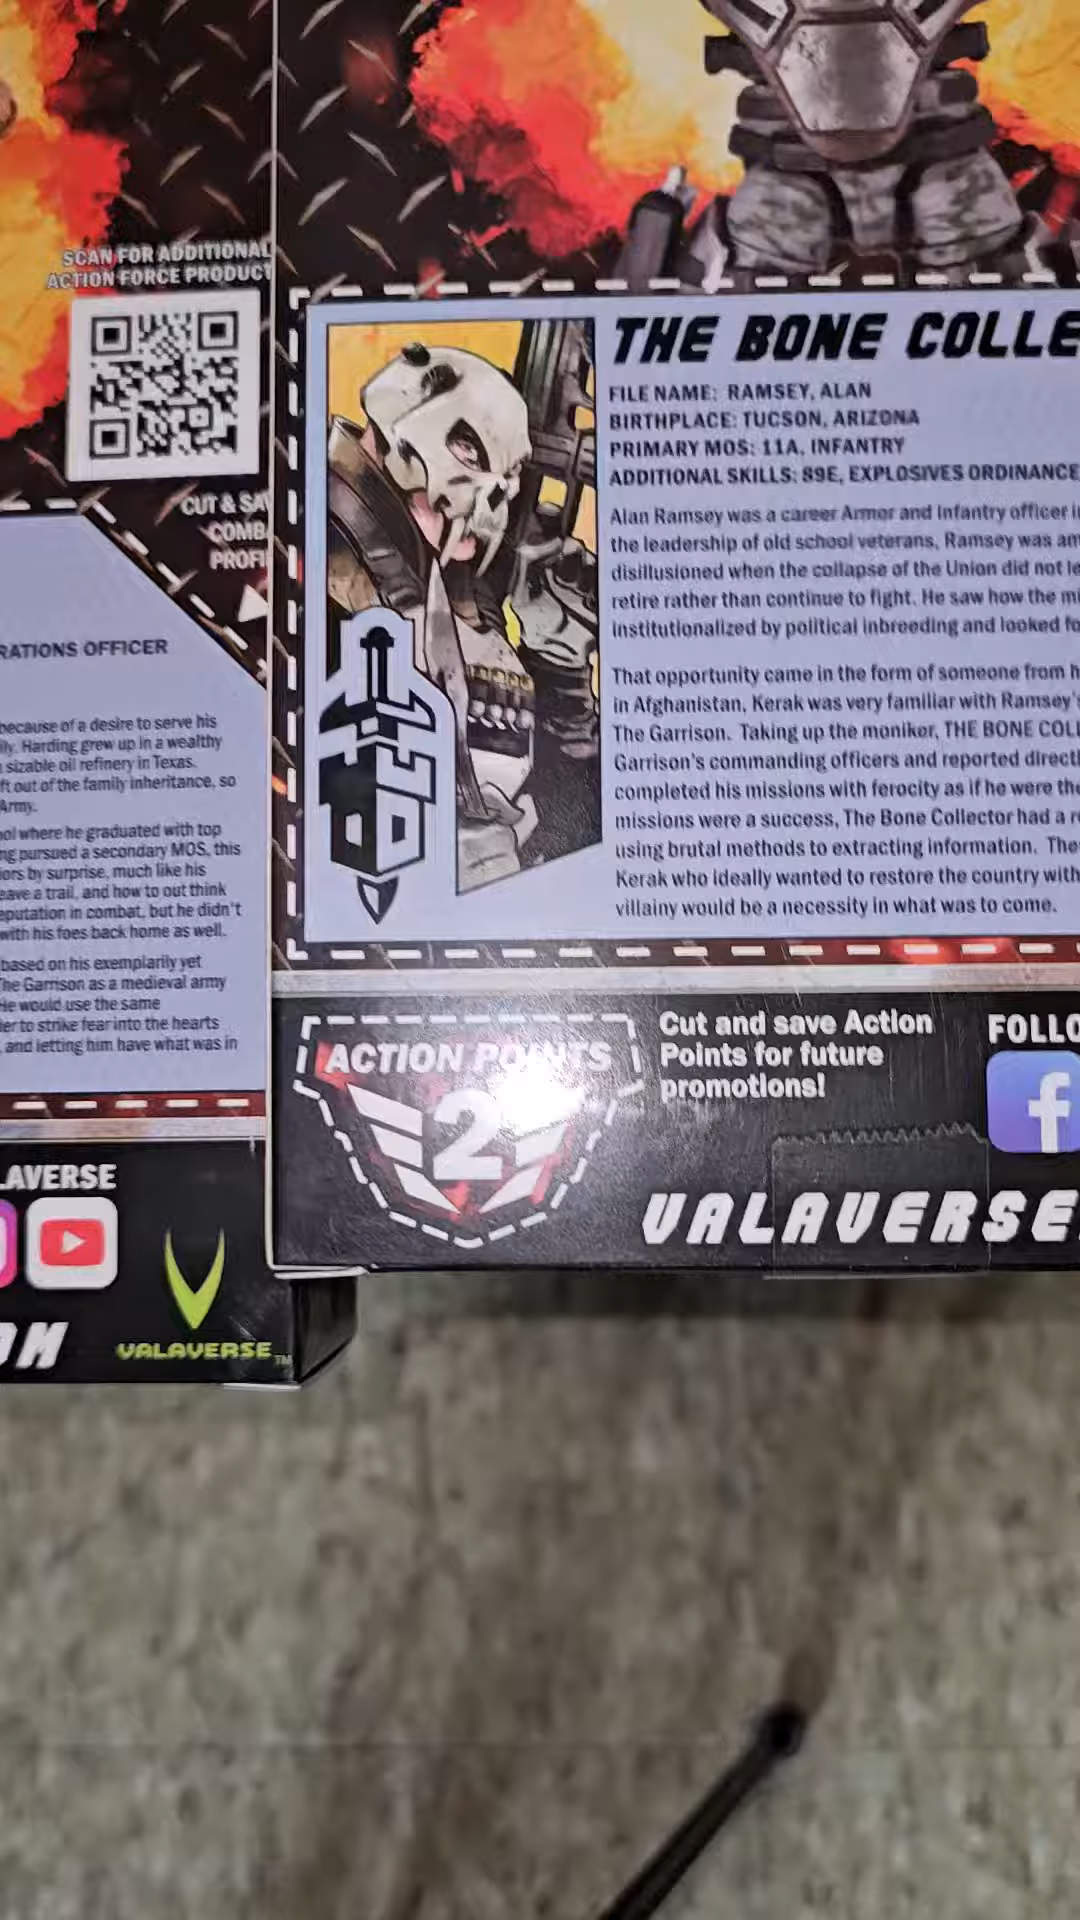 SCAN FOR ADDITIONAL
ACTION FORCE PRODUCT
CUT & SA
COMB
PROFI
RATIONS OFFICER
because of a desire to serve his
ily. Harding grew up in a wealthy
sizable oil refinery in Texas.
ft out of the family inheritance, so
Army.
ol where he graduated with top
ng pursued a secondary MOS, this
iors by surprise, much like his
eave a trail, and how to out think
eputation in combat, but he didn't
with his foes back home as well.
based on his exemplarily yet
The Garrison as a medieval army
He would use the same
er to strike fear into the hearts
and letting him have what was in
LAVERSE
OM
VALAVERSE TM
THE BONE COLLE
FILE NAME: RAMSEY, ALAN
BIRTHPLACE: TUCSON, ARIZONA
PRIMARY MOS: 11A, INFANTRY
ADDITIONAL SKILLS: 89E, EXPLOSIVES ORDINANCE
Alan Ramsey was a career Armor and Infantry officer i
the leadership of old school veterans, Ramsey was am
disillusioned when the collapse of the Union did not le
retire rather than continue to fight. He saw how the mi
institutionalized by political inbreeding and looked fo
That opportunity came in the form of someone from h
in Afghanistan, Kerak was very familiar with Ramsey's
The Garrison. Taking up the moniker, THE BONE COLL
Garrison's commanding officers and reported directl
completed his missions with ferocity as if he were the
missions were a success, The Bone Collector had a r
using brutal methods to extracting information. The
Kerak who ideally wanted to restore the country with
villainy would be a necessity in what was to come.
ACTION POINTS
2
Cut and save Action
Points for future
promotions!
FOLLO
VALAVERSE.